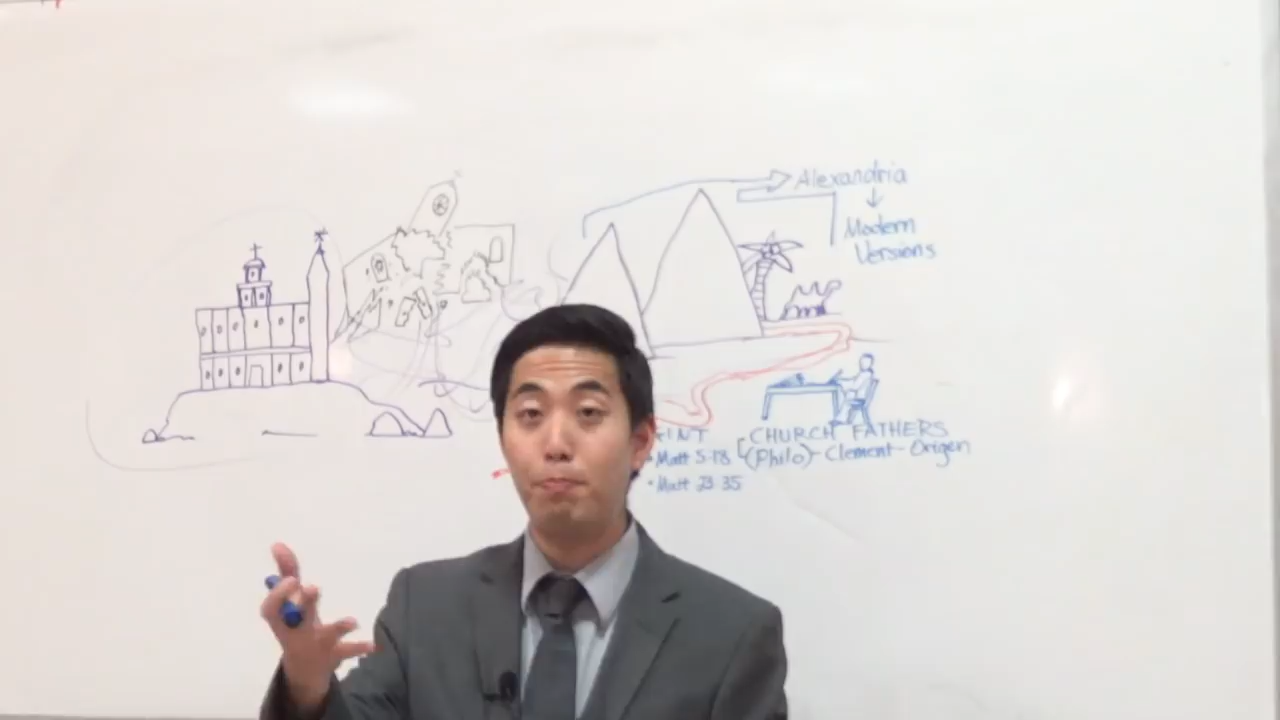 Alexandria
Modern
Versions
CHURCH FATHERS
(Philo)-Clement-Origen
• Matt 5:18
• Matt 23:35